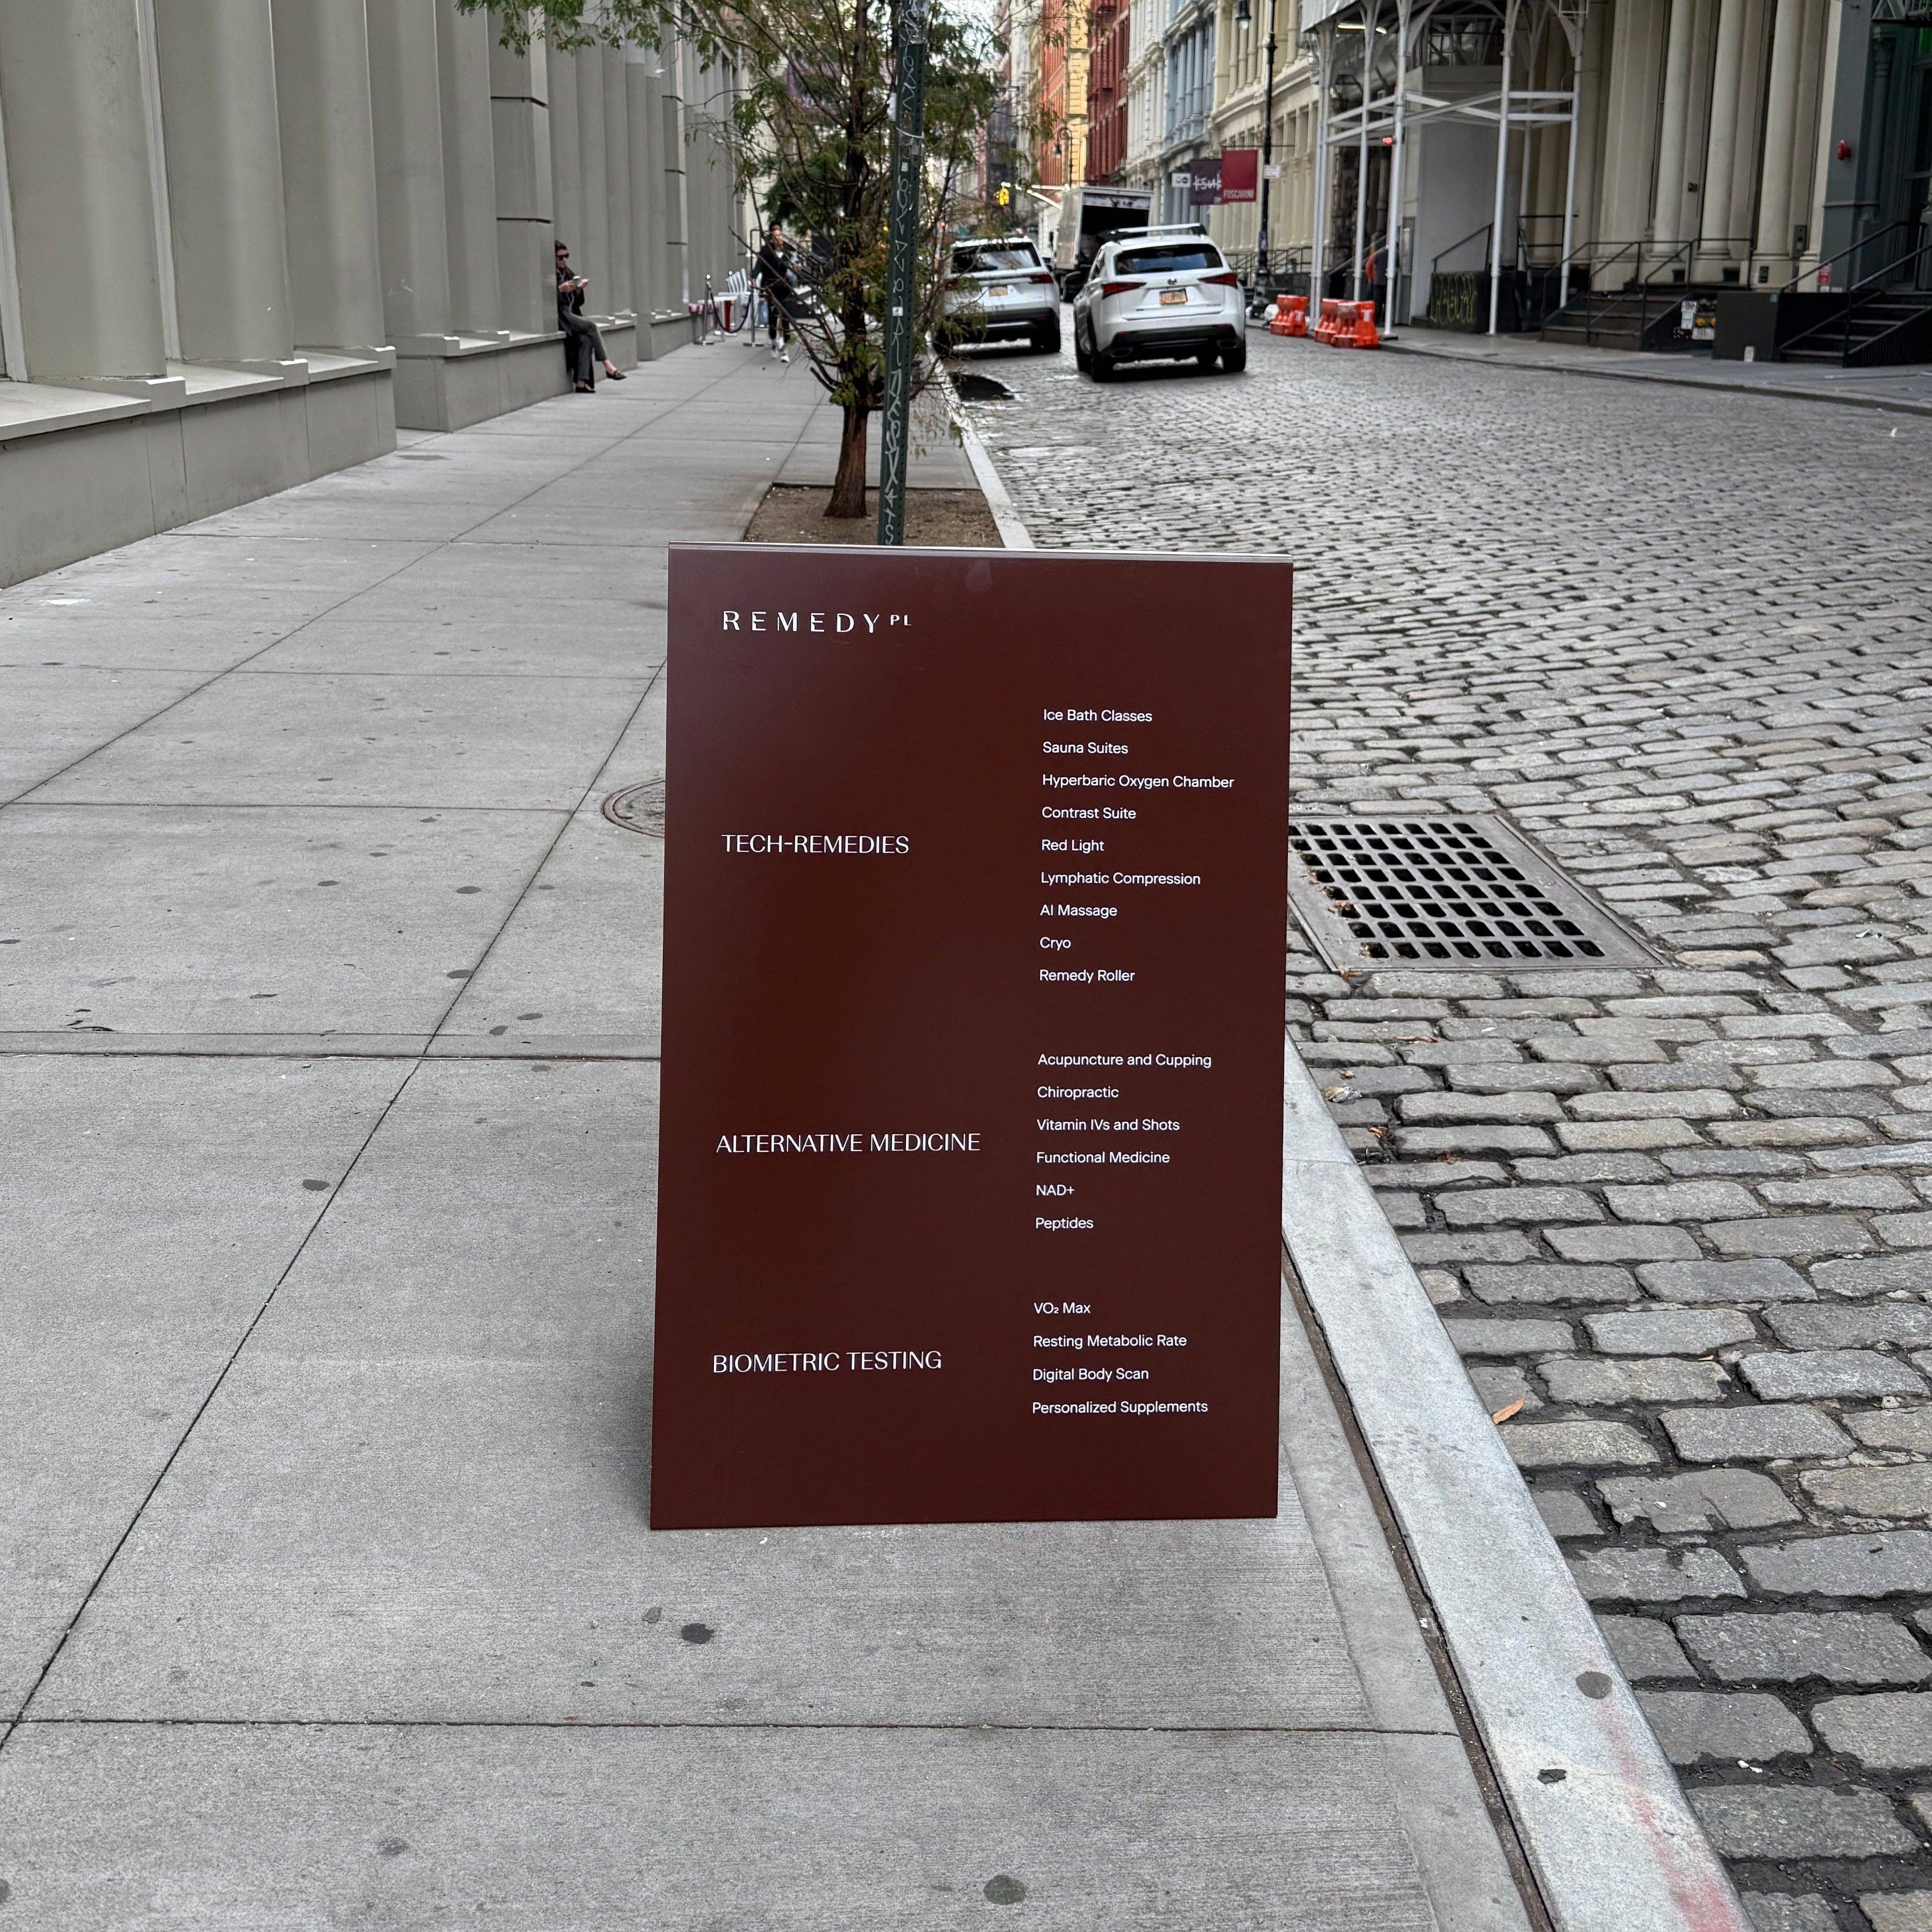 FOSCARINI
REMEDY PL
Ice Bath Classes
Sauna Suites
Hyperbaric Oxygen Chamber
Contrast Suite
TECH-REMEDIES
Red Light
Lymphatic Compression
AI Massage
Cryo
Remedy Roller
Acupuncture and Cupping
Chiropractic
Vitamin IVs and Shots
ALTERNATIVE MEDICINE
Functional Medicine
NAD+
Peptides
VO₂ Max
Resting Metabolic Rate
BIOMETRIC TESTING
Digital Body Scan
Personalized Supplements